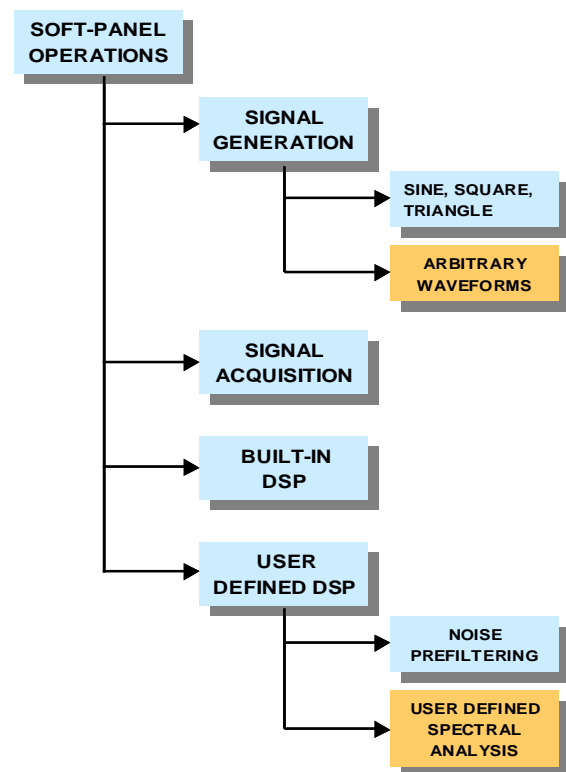 SOFT-PANEL
OPERATIONS
SIGNAL
GENERATION
SINE, SQUARE,
TRIANGLE
ARBITRARY
WAVEFORMS
SIGNAL
ACQUISITION
BUILT-IN
DSP
USER
DEFINED DSP
NOISE
PREFILTERING
USER DEFINED
SPECTRAL
ANALYSIS